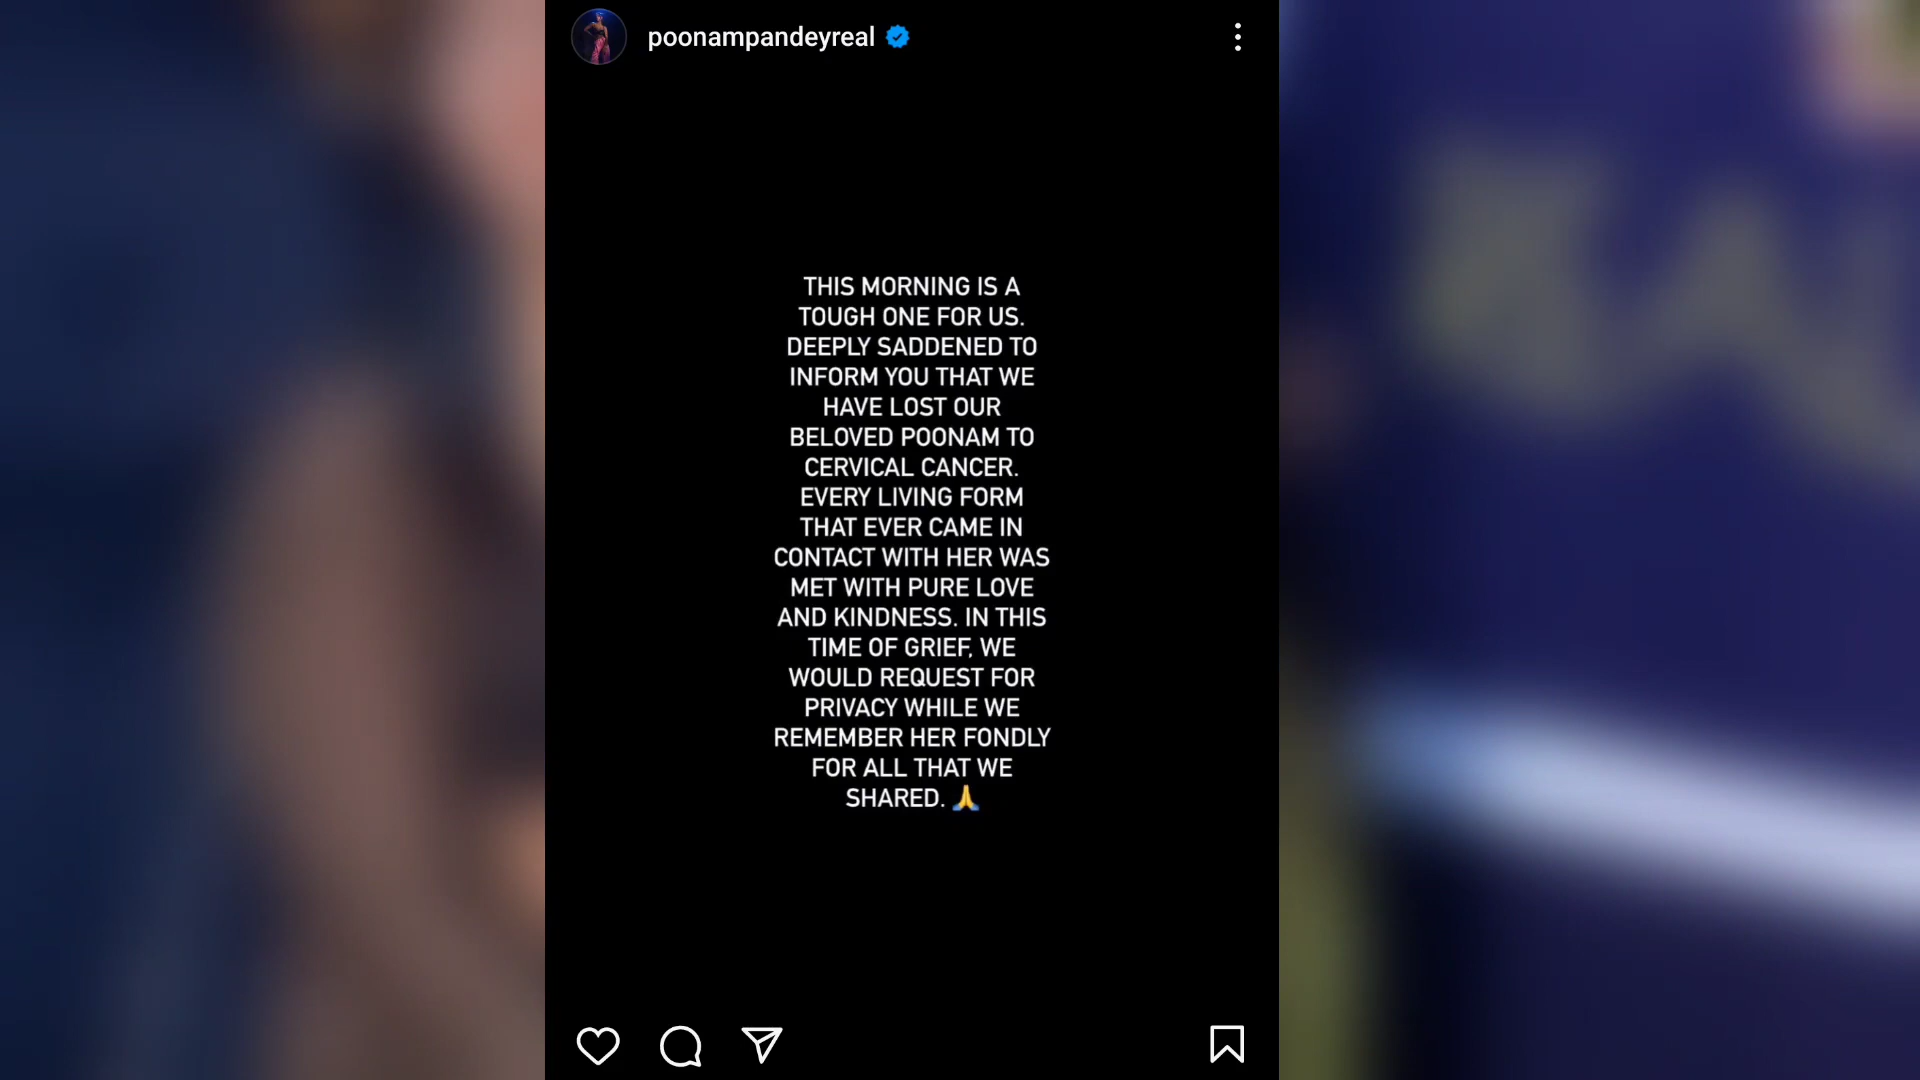 poonampandeyreal
THIS MORNING IS A
TOUGH ONE FOR US.
DEEPLY SADDENED TO
INFORM YOU THAT WE
HAVE LOST OUR
BELOVED POONAM TO
CERVICAL CANCER.
EVERY LIVING FORM
THAT EVER CAME IN
CONTACT WITH HER WAS
MET WITH PURE LOVE
AND KINDNESS. IN THIS
TIME OF GRIEF, WE
WOULD REQUEST FOR
PRIVACY WHILE WE
REMEMBER HER FONDLY
FOR ALL THAT WE
SHARED. 🙏